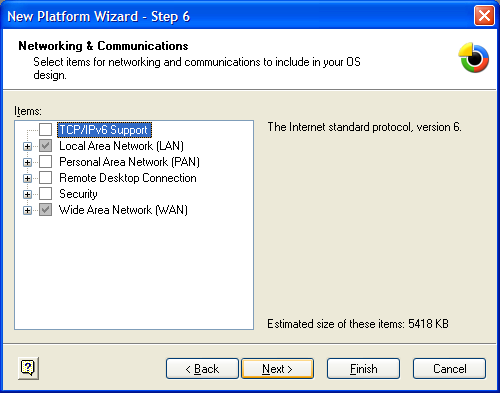 New Platform Wizard - Step 6
Networking & Communications
Select items for networking and communications to include in your OS
design.
Items:
TCP/IPv6 Support
The Internet standard protocol, version 6.
Local Area Network (LAN)
Personal Area Network (PAN)
Remote Desktop Connection
Security
Wide Area Network (WAN)
Estimated size of these items: 5418 KB
?
< Back
Next >
Finish
Cancel